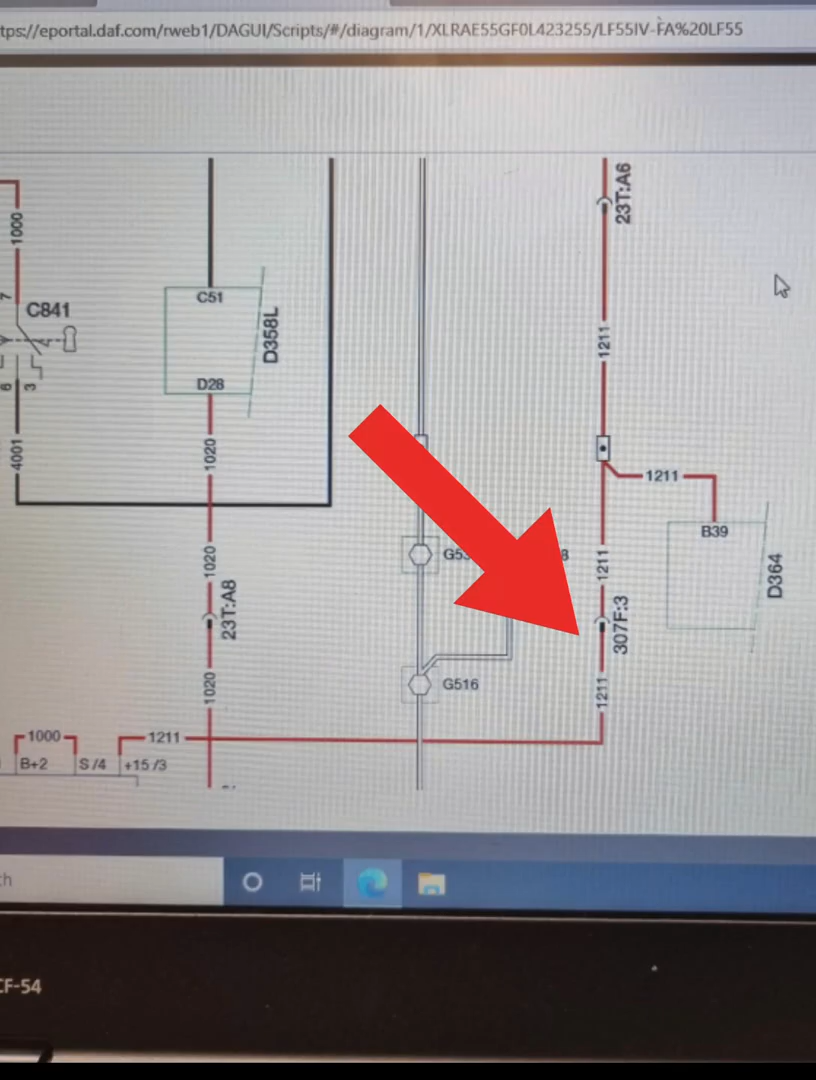 tps://eportal.daf.com/rweb1/DAGUI/Scripts/#/diagram/1/XLRAE55GF0L423255/LF55IV-FA%20LF55
23T:A6
1000
7
C841
C51
D358L
1211
6
3
D28
4001
1020
1211
B39
G5
8
1211
D364
1020
23T:A8
307F:3
1020
G516
1211
1000
1211
B+2
S/4
+15/3
CF-54